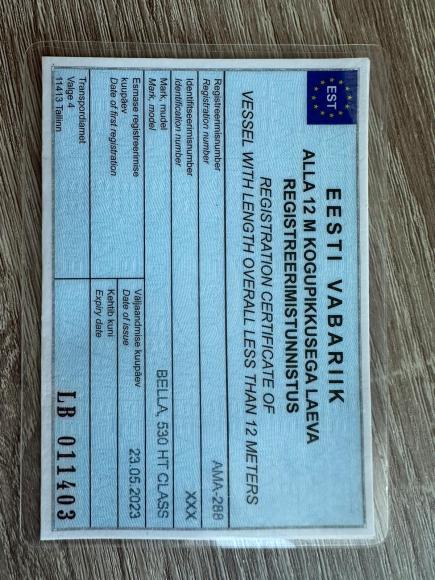 EST
EESTI VABARIIK
ALLA 12 M KOGUPIKKUSEGA LAEVA
REGISTREERIMISTUNNISTUS
REGISTRATION CERTIFICATE OF
VESSEL WITH LENGTH OVERALL LESS THAN 12 METERS
Registreerimisnumber
Registration number
AMA-288
Identifitseerimisnumber
Identification number
XXX
Mark, mudel
Mark, model
BELLA, 530 HT CLASS
Esmase registreerimise
kuupäev
Date of first registration
Väljaandmise kuupäev
Date of issue
23.05.2023
Kehtib kuni
Expiry date
Transpordiamet
Valge 4
11413 Tallinn
LB 011403